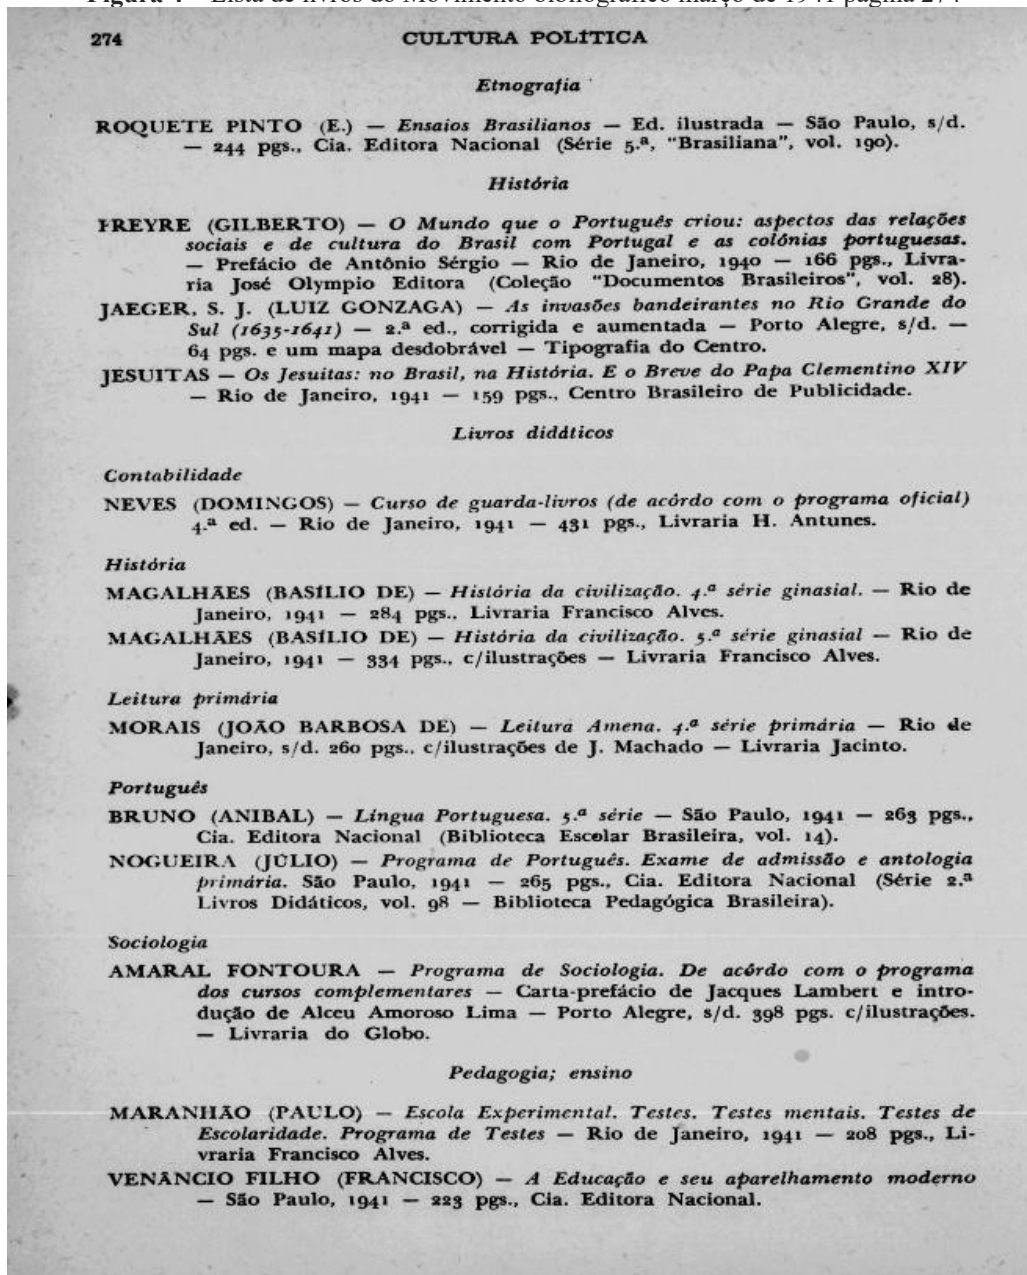 Lista de livros do Movimento bibliográfico março de 1941 página 274
274 CULTURA POLÍTICA
Etnografia
ROQUETE PINTO (E.) — Ensaios Brasilianos — Ed. ilustrada — São Paulo, s/d.
— 244 pgs., Cia. Editora Nacional (Série 5.ª, "Brasiliana", vol. 190).
História
FREYRE (GILBERTO) — O Mundo que o Português criou: aspectos das relações
sociais e de cultura do Brasil com Portugal e as colónias portuguesas.
— Prefácio de Antônio Sérgio — Rio de Janeiro, 1940 — 166 pgs., Livra-
ria José Olympio Editora (Coleção "Documentos Brasileiros", vol. 28).
JAEGER, S. J. (LUIZ GONZAGA) — As invasões bandeirantes no Rio Grande do
Sul (1635-1641) — 2.ª ed., corrigida e aumentada — Porto Alegre, s/d. —
64 pgs. e um mapa desdobrável — Tipografia do Centro.
JESUITAS — Os Jesuitas: no Brasil, na História. E o Breve do Papa Clementino XIV
— Rio de Janeiro, 1941 — 159 pgs., Centro Brasileiro de Publicidade.
Livros didáticos
Contabilidade
NEVES (DOMINGOS) — Curso de guarda-livros (de acôrdo com o programa oficial)
4.ª ed. — Rio de Janeiro, 1941 — 431 pgs., Livraria H. Antunes.
História
MAGALHÃES (BASÍLIO DE) — História da civilização. 4.ª série ginasial. — Rio de
Janeiro, 1941 — 284 pgs., Livraria Francisco Alves.
MAGALHÃES (BASÍLIO DE) — História da civilização. 5.ª série ginasial — Rio de
Janeiro, 1941 — 334 pgs., c/ilustrações — Livraria Francisco Alves.
Leitura primária
MORAIS (JOÃO BARBOSA DE) — Leitura Amena. 4.ª série primária — Rio de
Janeiro, s/d. 260 pgs., c/ilustrações de J. Machado — Livraria Jacinto.
Português
BRUNO (ANIBAL) — Língua Portuguesa. 5.ª série — São Paulo, 1941 — 263 pgs.,
Cia. Editora Nacional (Biblioteca Escolar Brasileira, vol. 14).
NOGUEIRA (JÚLIO) — Programa de Português. Exame de admissão e antologia
primária. São Paulo, 1941 — 265 pgs., Cia. Editora Nacional (Série 2.ª
Livros Didáticos, vol. 98 — Biblioteca Pedagógica Brasileira).
Sociologia
AMARAL FONTOURA — Programa de Sociologia. De acôrdo com o programa
dos cursos complementares — Carta-prefácio de Jacques Lambert e intro-
dução de Alceu Amoroso Lima — Porto Alegre, s/d. 398 pgs. c/ilustrações.
— Livraria do Globo.
Pedagogia; ensino
MARANHÃO (PAULO) — Escola Experimental. Testes. Testes mentais. Testes de
Escolaridade. Programa de Testes — Rio de Janeiro, 1941 — 208 pgs., Li-
vraria Francisco Alves.
VENÂNCIO FILHO (FRANCISCO) — A Educação e seu aparelhamento moderno
— São Paulo, 1941 — 223 pgs., Cia. Editora Nacional.